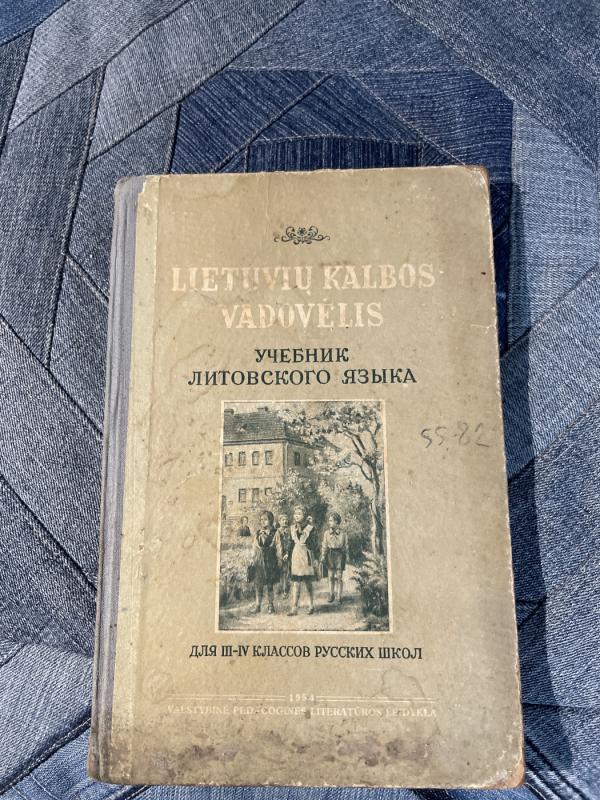 LIETUVIŲ KALBOS
VADOVĖLIS
УЧЕБНИК
ЛИТОВСКОГО ЯЗЫКА
55-82
ДЛЯ III-IV КЛАССОВ РУССКИХ ШКОЛ
1954
VALSTYBINĖ PEDAGOGINĖS LITERATŪROS LEIDYKLA